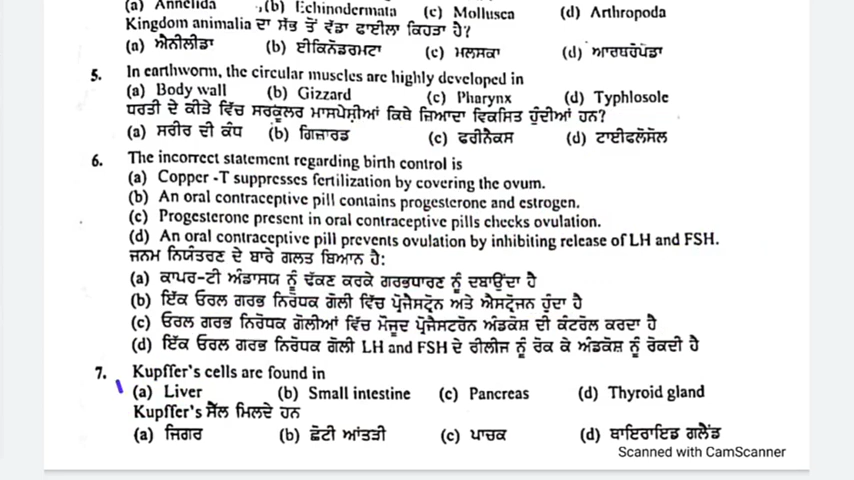 (a) Annelida (b) Echinodermata (c) Mollusca (d) Arthropoda
Kingdom animalia ਦਾ ਸੱਭ ਤੋਂ ਵੱਡਾ ਫਾਈਲਾ ਕਿਹੜਾ ਹੈ?
(a) ਐਨੀਲੀਡਾ (b) ਈਕਿਨੋਡਰਮਟਾ (c) ਮਲਸਕਾ (d) ਆਰਥਰੋਪੋਡਾ
5. In earthworm, the circular muscles are highly developed in
(a) Body wall (b) Gizzard (c) Pharynx (d) Typhlosole
ਧਰਤੀ ਦੇ ਕੀੜੇ ਵਿੱਚ ਸਰਕੂਲਰ ਮਾਸਪੇਸ਼ੀਆਂ ਕਿਥੇ ਜ਼ਿਆਦਾ ਵਿਕਸਿਤ ਹੁੰਦੀਆਂ ਹਨ?
(a) ਸਰੀਰ ਦੀ ਕੰਧ (b) ਗਿਜ਼ਾਰਡ (c) ਫਰੀਨੈਕਸ (d) ਟਾਈਫਲੋਸੋਲ
6. The incorrect statement regarding birth control is
(a) Copper -T suppresses fertilization by covering the ovum.
(b) An oral contraceptive pill contains progesterone and estrogen.
(c) Progesterone present in oral contraceptive pills checks ovulation.
(d) An oral contraceptive pill prevents ovulation by inhibiting release of LH and FSH.
ਜਨਮ ਨਿਯੰਤਰਣ ਦੇ ਬਾਰੇ ਗਲਤ ਬਿਆਨ ਹੈ:
(a) ਕਾਪਰ-ਟੀ ਅੰਡਾਸਯ ਨੂੰ ਢੱਕਣ ਕਰਕੇ ਗਰਭਧਾਰਣ ਨੂੰ ਦਬਾਉਂਦਾ ਹੈ
(b) ਇੱਕ ਓਰਲ ਗਰਭ ਨਿਰੋਧਕ ਗੋਲੀ ਵਿੱਚ ਪ੍ਰੋਜੈਸਟ੍ਰੋਨ ਅਤੇ ਐਸਟ੍ਰੋਜਨ ਹੁੰਦਾ ਹੈ
(c) ਓਰਲ ਗਰਭ ਨਿਰੋਧਕ ਗੋਲੀਆਂ ਵਿੱਚ ਮੌਜੂਦ ਪ੍ਰੋਜੈਸਟਰੋਨ ਅੰਡਕੋਸ਼ ਦੀ ਕੰਟਰੋਲ ਕਰਦਾ ਹੈ
(d) ਇੱਕ ਓਰਲ ਗਰਭ ਨਿਰੋਧਕ ਗੋਲੀ LH and FSH ਦੇ ਰੀਲੀਜ ਨੂੰ ਰੋਕ ਕੇ ਅੰਡਕੋਸ਼ ਨੂੰ ਰੋਕਦੀ ਹੈ
7. Kupffer's cells are found in
(a) Liver (b) Small intestine (c) Pancreas (d) Thyroid gland
Kupffer's ਸੈੱਲ ਮਿਲਦੇ ਹਨ
(a) ਜਿਗਰ (b) ਛੋਟੀ ਆਂਤੜੀ (c) ਪਾਚਕ (d) ਥਾਇਰਾਇਡ ਗਲੈਂਡ
Scanned with CamScanner